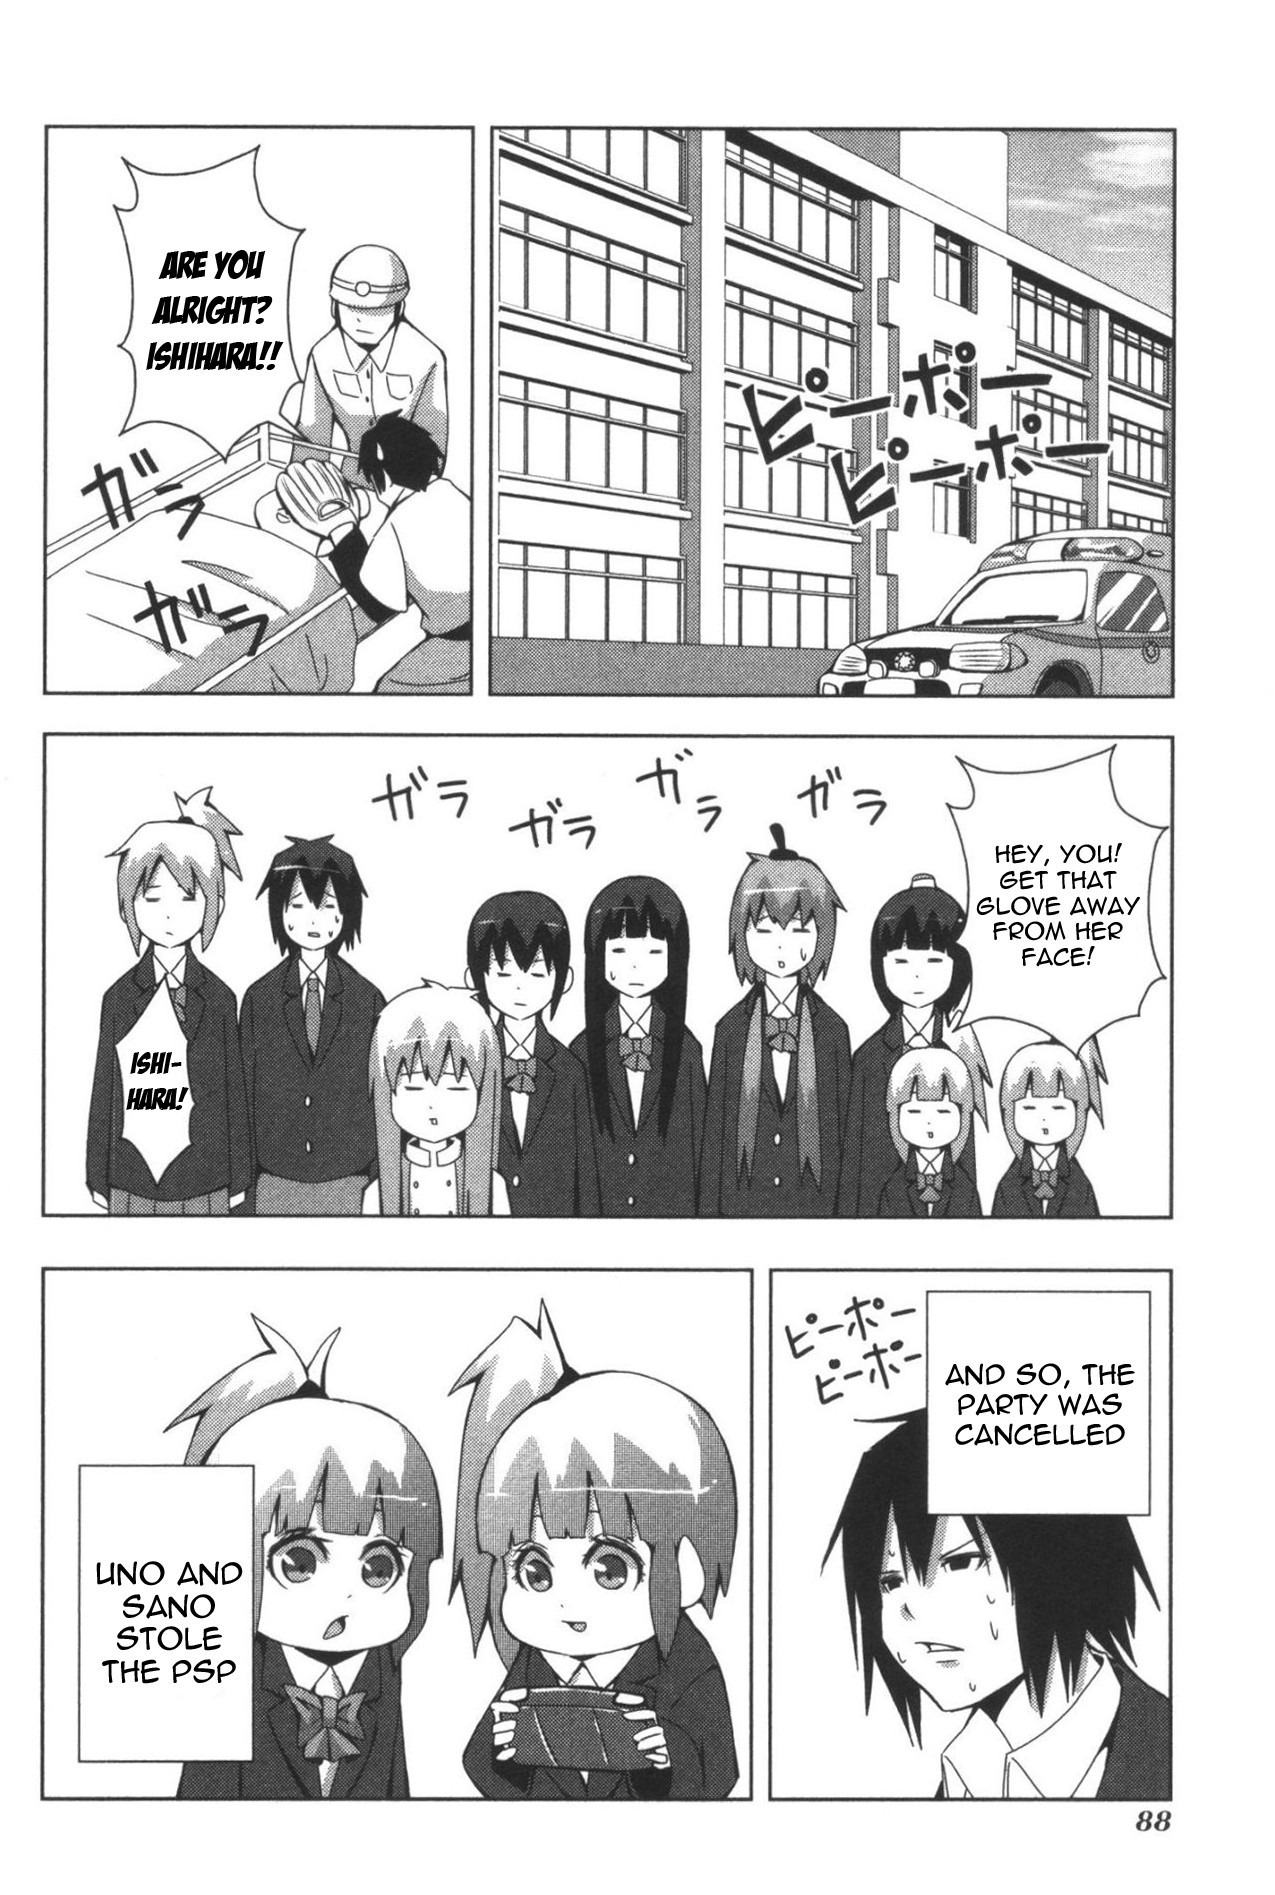 ピーポー
ピーポー
ARE YOU
ALRIGHT?
ISHIHARA!!
ガラ
ガラ
HEY, YOU!
GET THAT
GLOVE AWAY
FROM HER
FACE!
ガラ
ガラ
ガラ
ガラ
ISHI-
HARA!
AND SO, THE
PARTY WAS
CANCELLED
ピーポー
ピーポー
UNO AND
SANO
STOLE
THE PSP
88